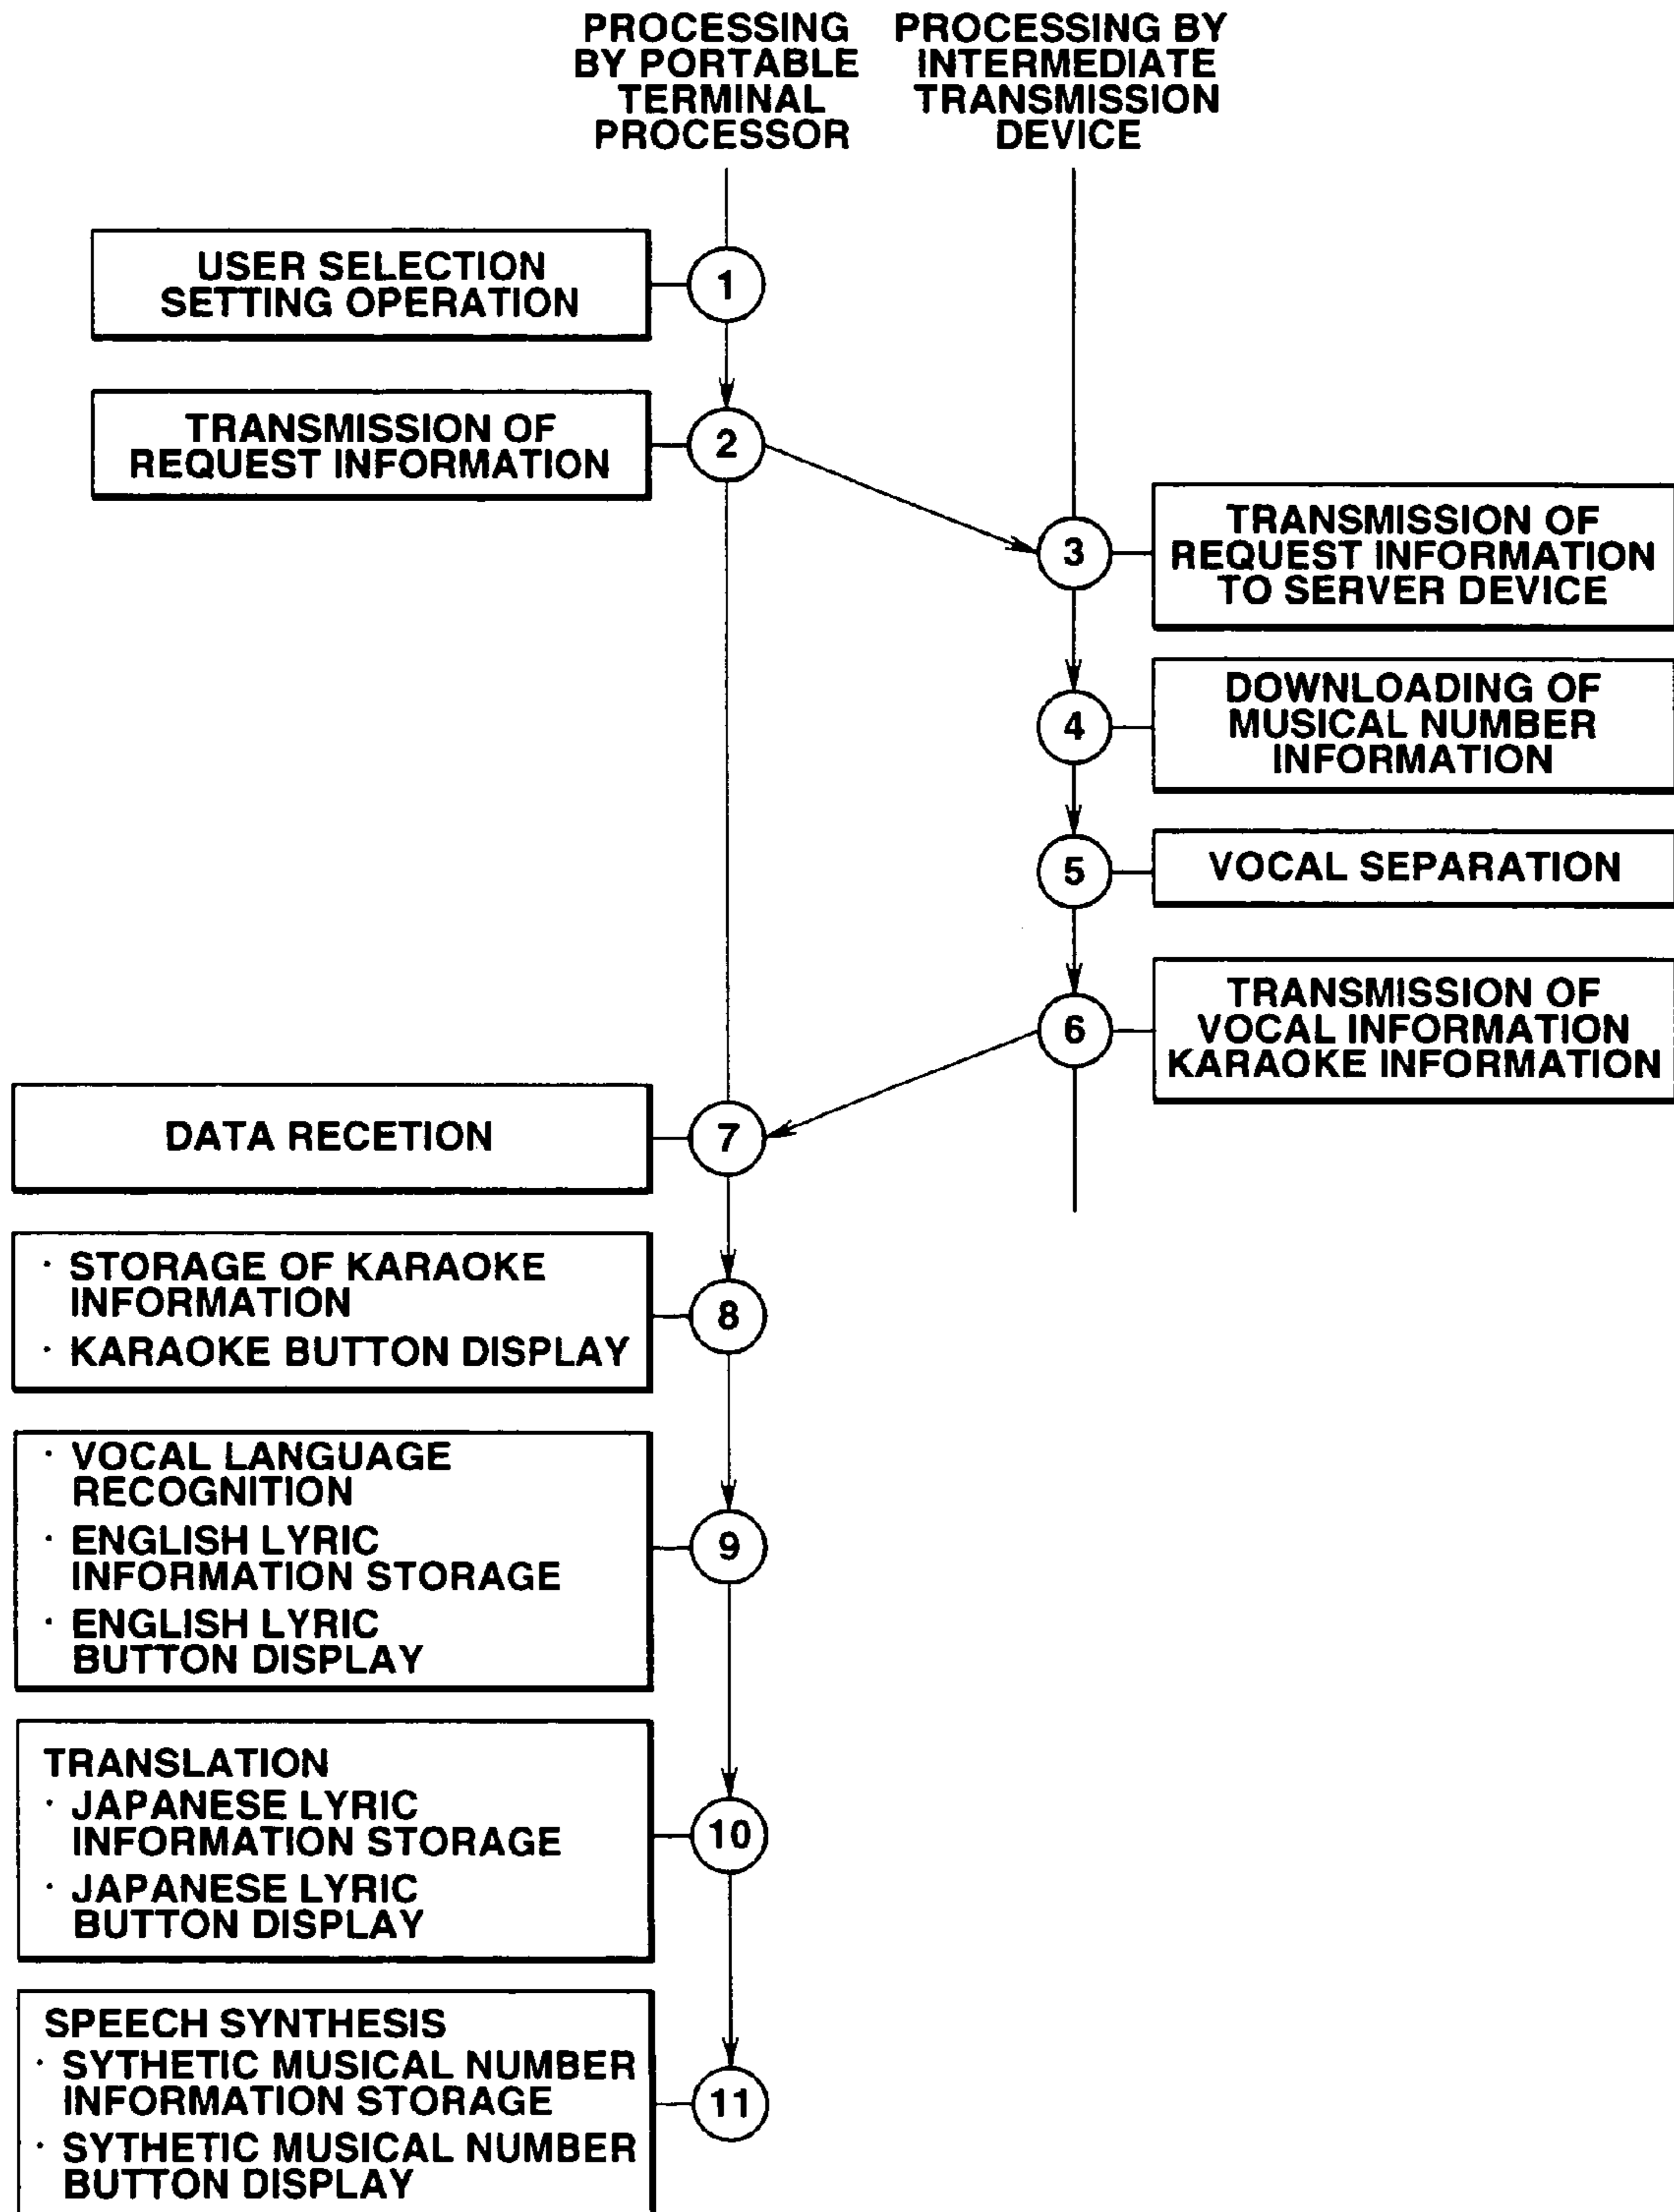 PROCESSING
BY PORTABLE
TERMINAL
PROCESSOR
PROCESSING BY
INTERMEDIATE
TRANSMISSION
DEVICE
USER SELECTION
SETTING OPERATION
1
TRANSMISSION OF
REQUEST INFORMATION
2
3
TRANSMISSION OF
REQUEST INFORMATION
TO SERVER DEVICE
4
DOWNLOADING OF
MUSICAL NUMBER
INFORMATION
5
VOCAL SEPARATION
6
TRANSMISSION OF
VOCAL INFORMATION
KARAOKE INFORMATION
DATA RECETION
7
· STORAGE OF KARAOKE
INFORMATION
· KARAOKE BUTTON DISPLAY
8
· VOCAL LANGUAGE
RECOGNITION
· ENGLISH LYRIC
INFORMATION STORAGE
· ENGLISH LYRIC
BUTTON DISPLAY
9
TRANSLATION
· JAPANESE LYRIC
INFORMATION STORAGE
· JAPANESE LYRIC
BUTTON DISPLAY
10
SPEECH SYNTHESIS
· SYTHETIC MUSICAL NUMBER
INFORMATION STORAGE
· SYTHETIC MUSICAL NUMBER
BUTTON DISPLAY
11